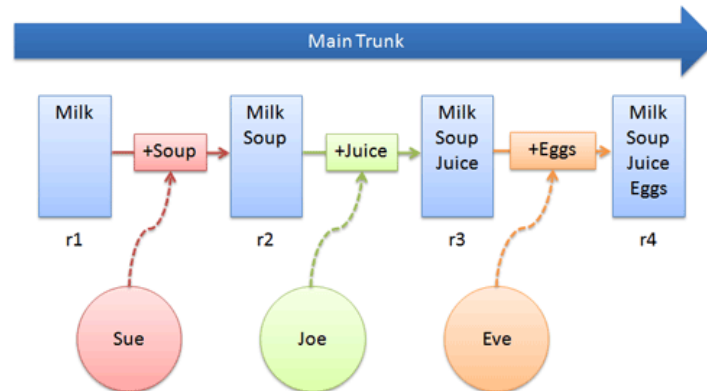 Main Trunk
Milk
+Soup
Milk
Soup
+Juice
Milk
Soup
Juice
+Eggs
Milk
Soup
Juice
Eggs
r1
r2
r3
r4
Sue
Joe
Eve